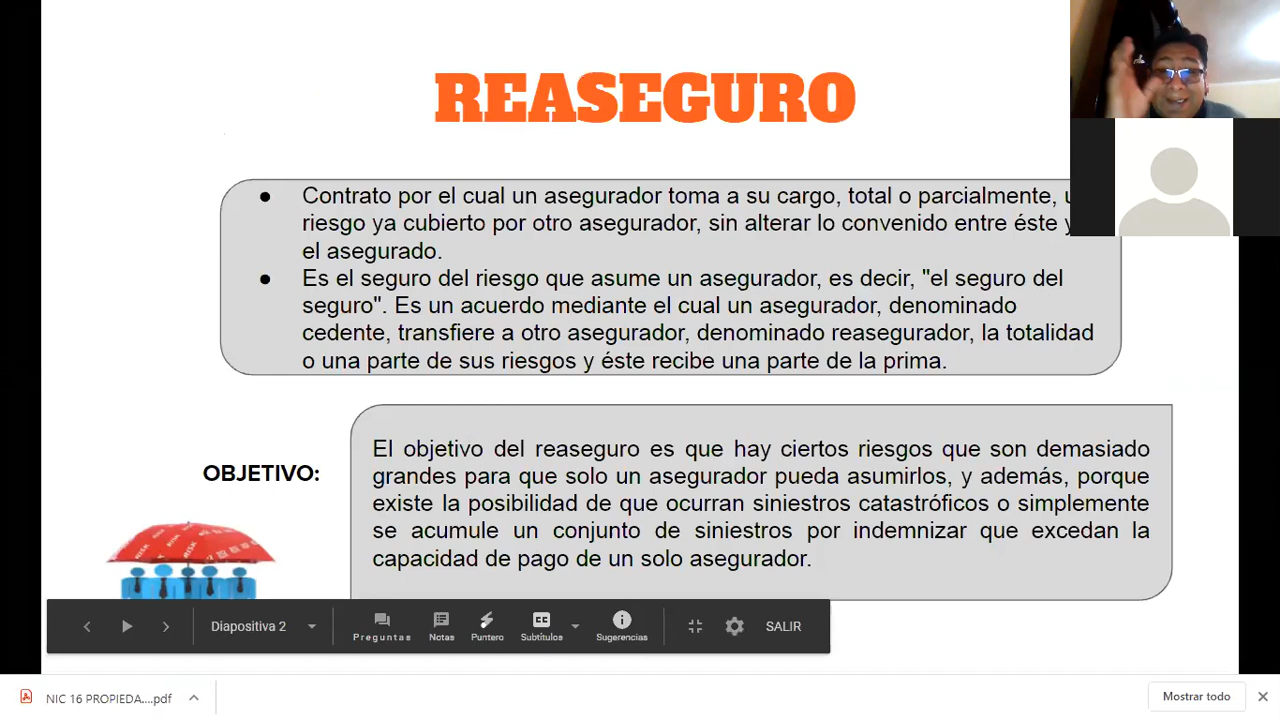 REASEGURO
● Contrato por el cual un asegurador toma a su cargo, total o parcialmente,
riesgo ya cubierto por otro asegurador, sin alterar lo convenido entre éste y
el asegurado.
● Es el seguro del riesgo que asume un asegurador, es decir, "el seguro del
seguro". Es un acuerdo mediante el cual un asegurador, denominado
cedente, transfiere a otro asegurador, denominado reasegurador, la totalidad
o una parte de sus riesgos y éste recibe una parte de la prima.
OBJETIVO:
El objetivo del reaseguro es que hay ciertos riesgos que son demasiado
grandes para que solo un asegurador pueda asumirlos, y además, porque
existe la posibilidad de que ocurran siniestros catastróficos o simplemente
se acumule un conjunto de siniestros por indemnizar que excedan la
capacidad de pago de un solo asegurador.
RISK RISK RISK
Diapositiva 2
Preguntas
Notas
Puntero
CC
Subtítulos
Sugerencias
SALIR
NIC 16 PROPIEDA....pdf
Mostrar todo